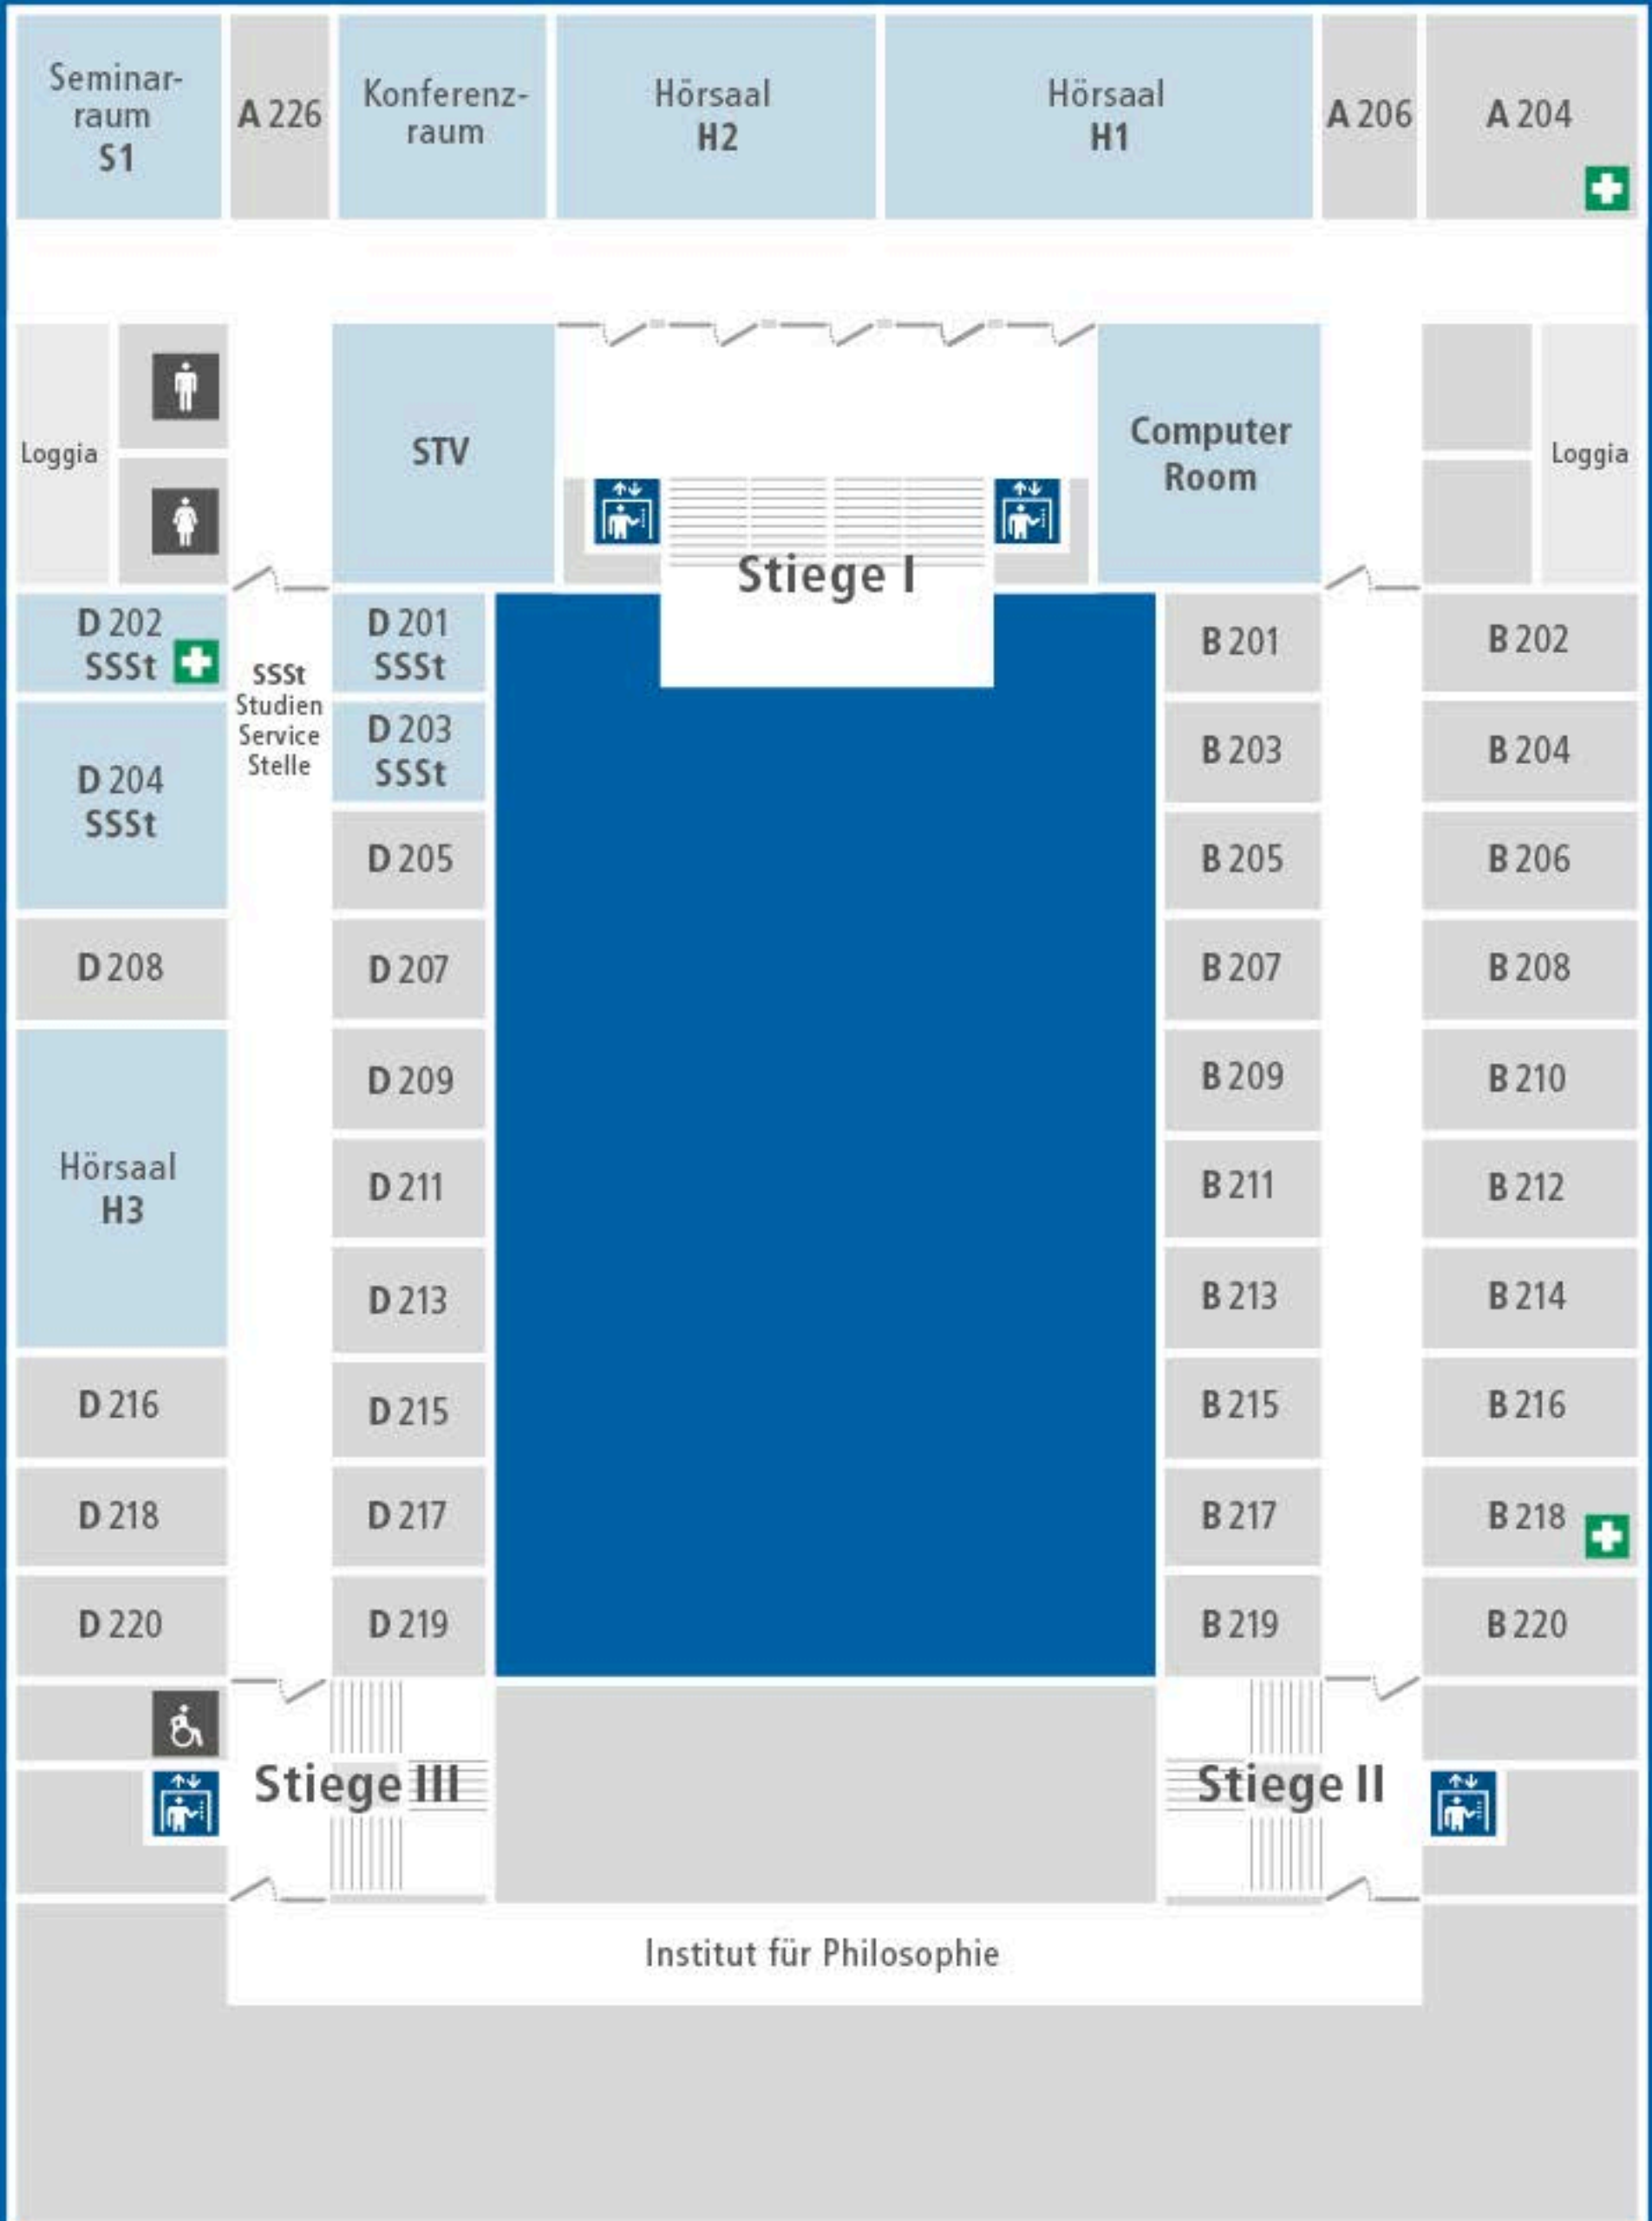 Seminar-
raum
S1
A 226
Konferenz-
raum
Hörsaal
H2
Hörsaal
H1
A 206
A 204
Loggia
STV
Computer
Room
Loggia
Stiege I
D 202
SSSt
SSSt
Studien
Service
Stelle
D 201
SSSt
B 201
B 202
D 203
SSSt
B 203
B 204
D 204
SSSt
D 205
B 205
B 206
D 208
D 207
B 207
B 208
D 209
B 209
B 210
Hörsaal
H3
D 211
B 211
B 212
D 213
B 213
B 214
D 216
D 215
B 215
B 216
D 218
D 217
B 217
B 218
D 220
D 219
B 219
B 220
Stiege III
Stiege II
Institut für Philosophie